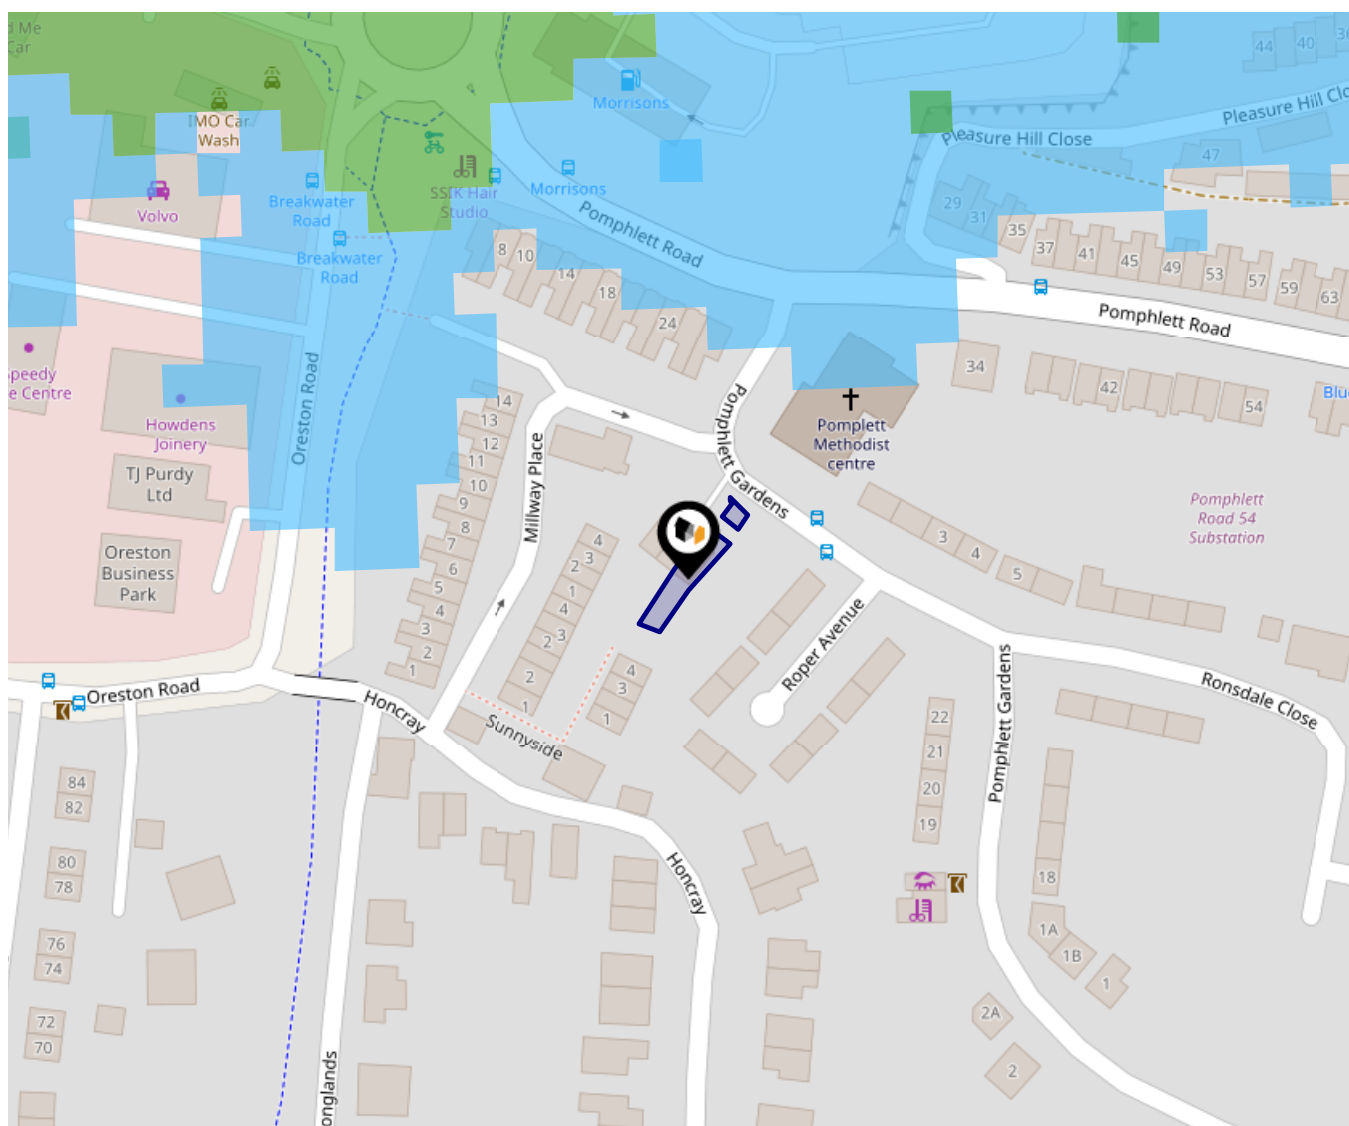 d Me
Car
IMO Car
Wash
Volvo
Breakwater
Road
Breakwater
Road
SSIK Hair
Studio
Morrisons
Morrisons
Pomphlett Road
44
40
36
Pleasure Hill Close
Pleasure Hill Clo
47
29
31
35
37
41
45
49
53
57
59
63
Pomphlett Road
8
10
14
18
24
34
42
54
Blu
Speedy
e Centre
Howdens
Joinery
TJ Purdy
Ltd
Oreston
Business
Park
Oreston Road
14
13
12
11
10
9
8
7
6
5
4
3
2
1
Millway Place
Pomphlett Gardens
Pomplett
Methodist
centre
Pomphlett
Road 54
Substation
3
4
5
4
3
2
1
4
3
2
2
1
4
3
1
Sunnyside
Roper Avenue
Oreston Road
Honcray
Honcray
Pomphlett Gardens
Ronsdale Close
22
21
20
19
18
1A
1B
1
2A
2
84
82
80
78
76
74
72
70
onglands